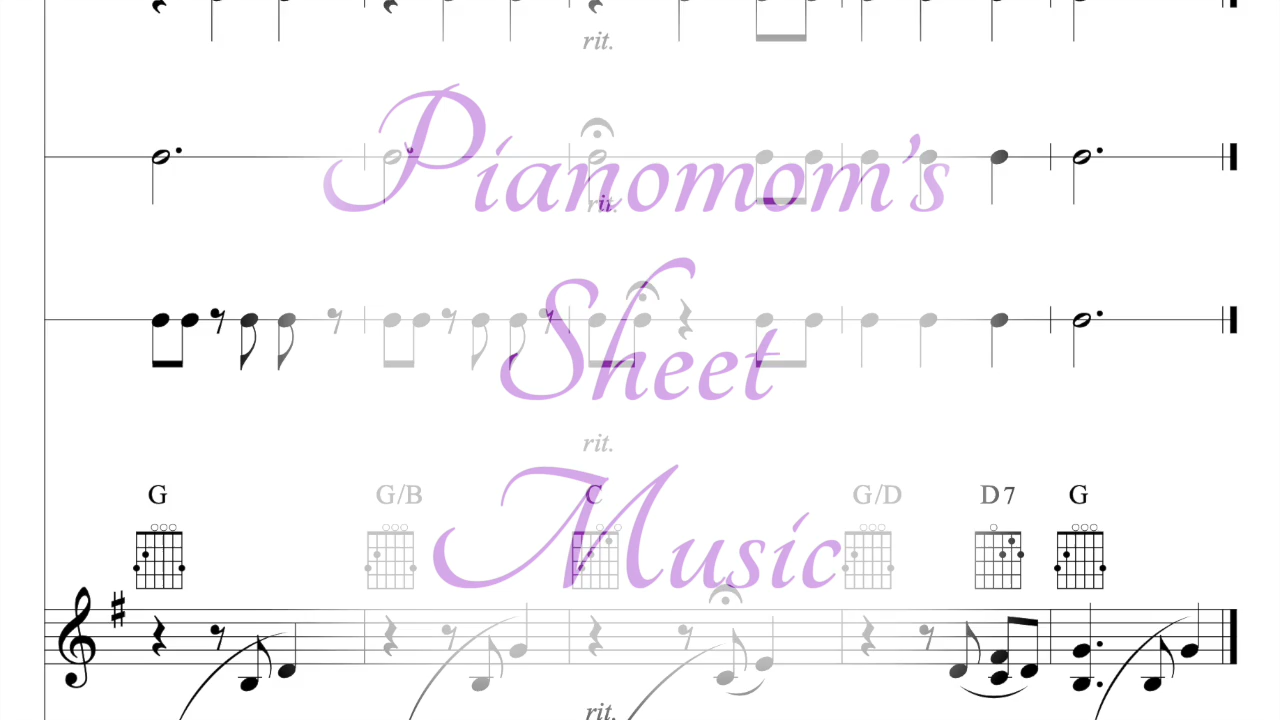 rit.
Pianomom's
rit.
Sheet
rit.
Music
G G/B C G/D D7 G
rit.